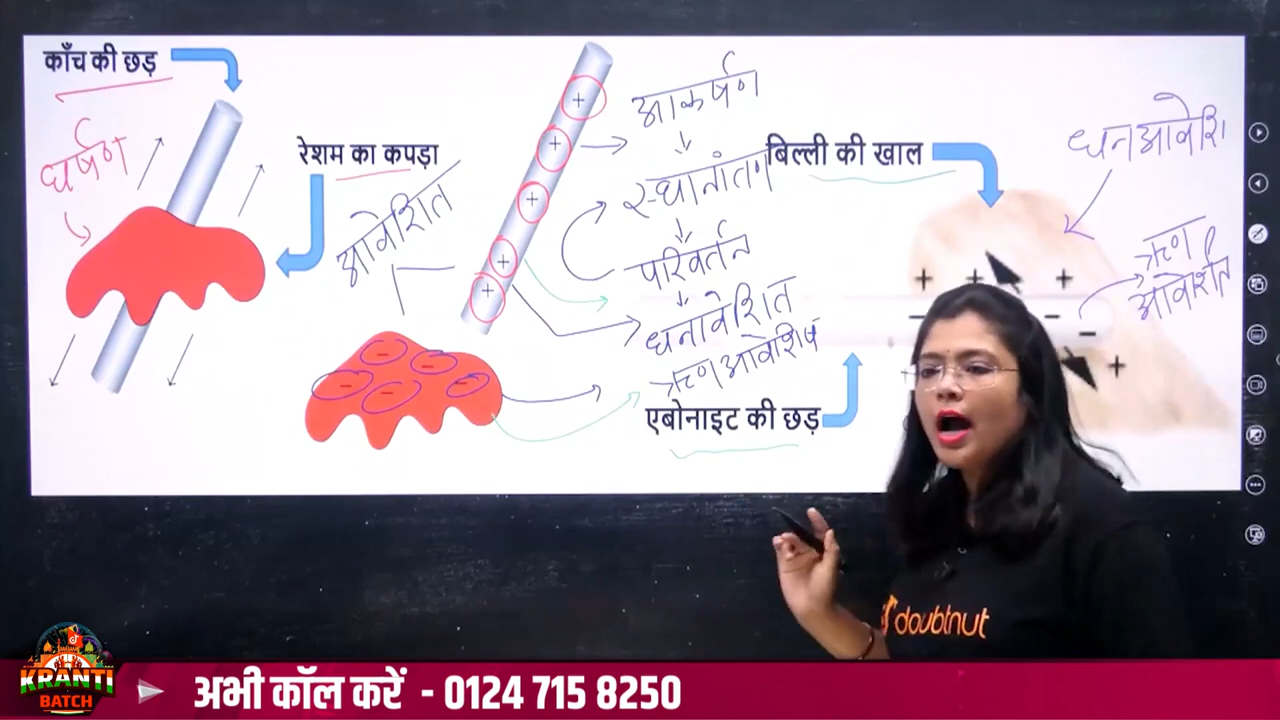 काँच की छड़
घर्षण
रेशम का कपड़ा
आवेशित
+
+
+
+
+
आकर्षण
स्थानांतण
परिवर्तन
धनावेशित
ऋण आवेशित
बिल्ली की खाल
धनआवेशि
ऋण
आवेशीत
+ + +
- -
+
एबोनाइट की छड़
- -
- - -
doubtnut
KRANTI
BATCH
अभी कॉल करें - 0124 715 8250